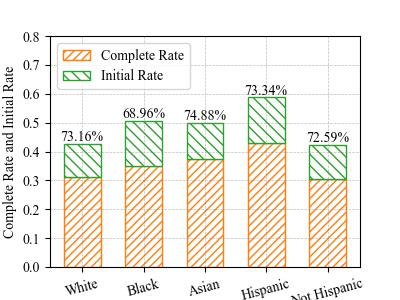 Complete Rate and Initial Rate
0.8
0.7
0.6
0.5
0.4
0.3
0.2
0.1
0.0
Complete Rate
Initial Rate
73.16%
68.96%
74.88%
73.34%
72.59%
White
Black
Asian
Hispanic
Not Hispanic